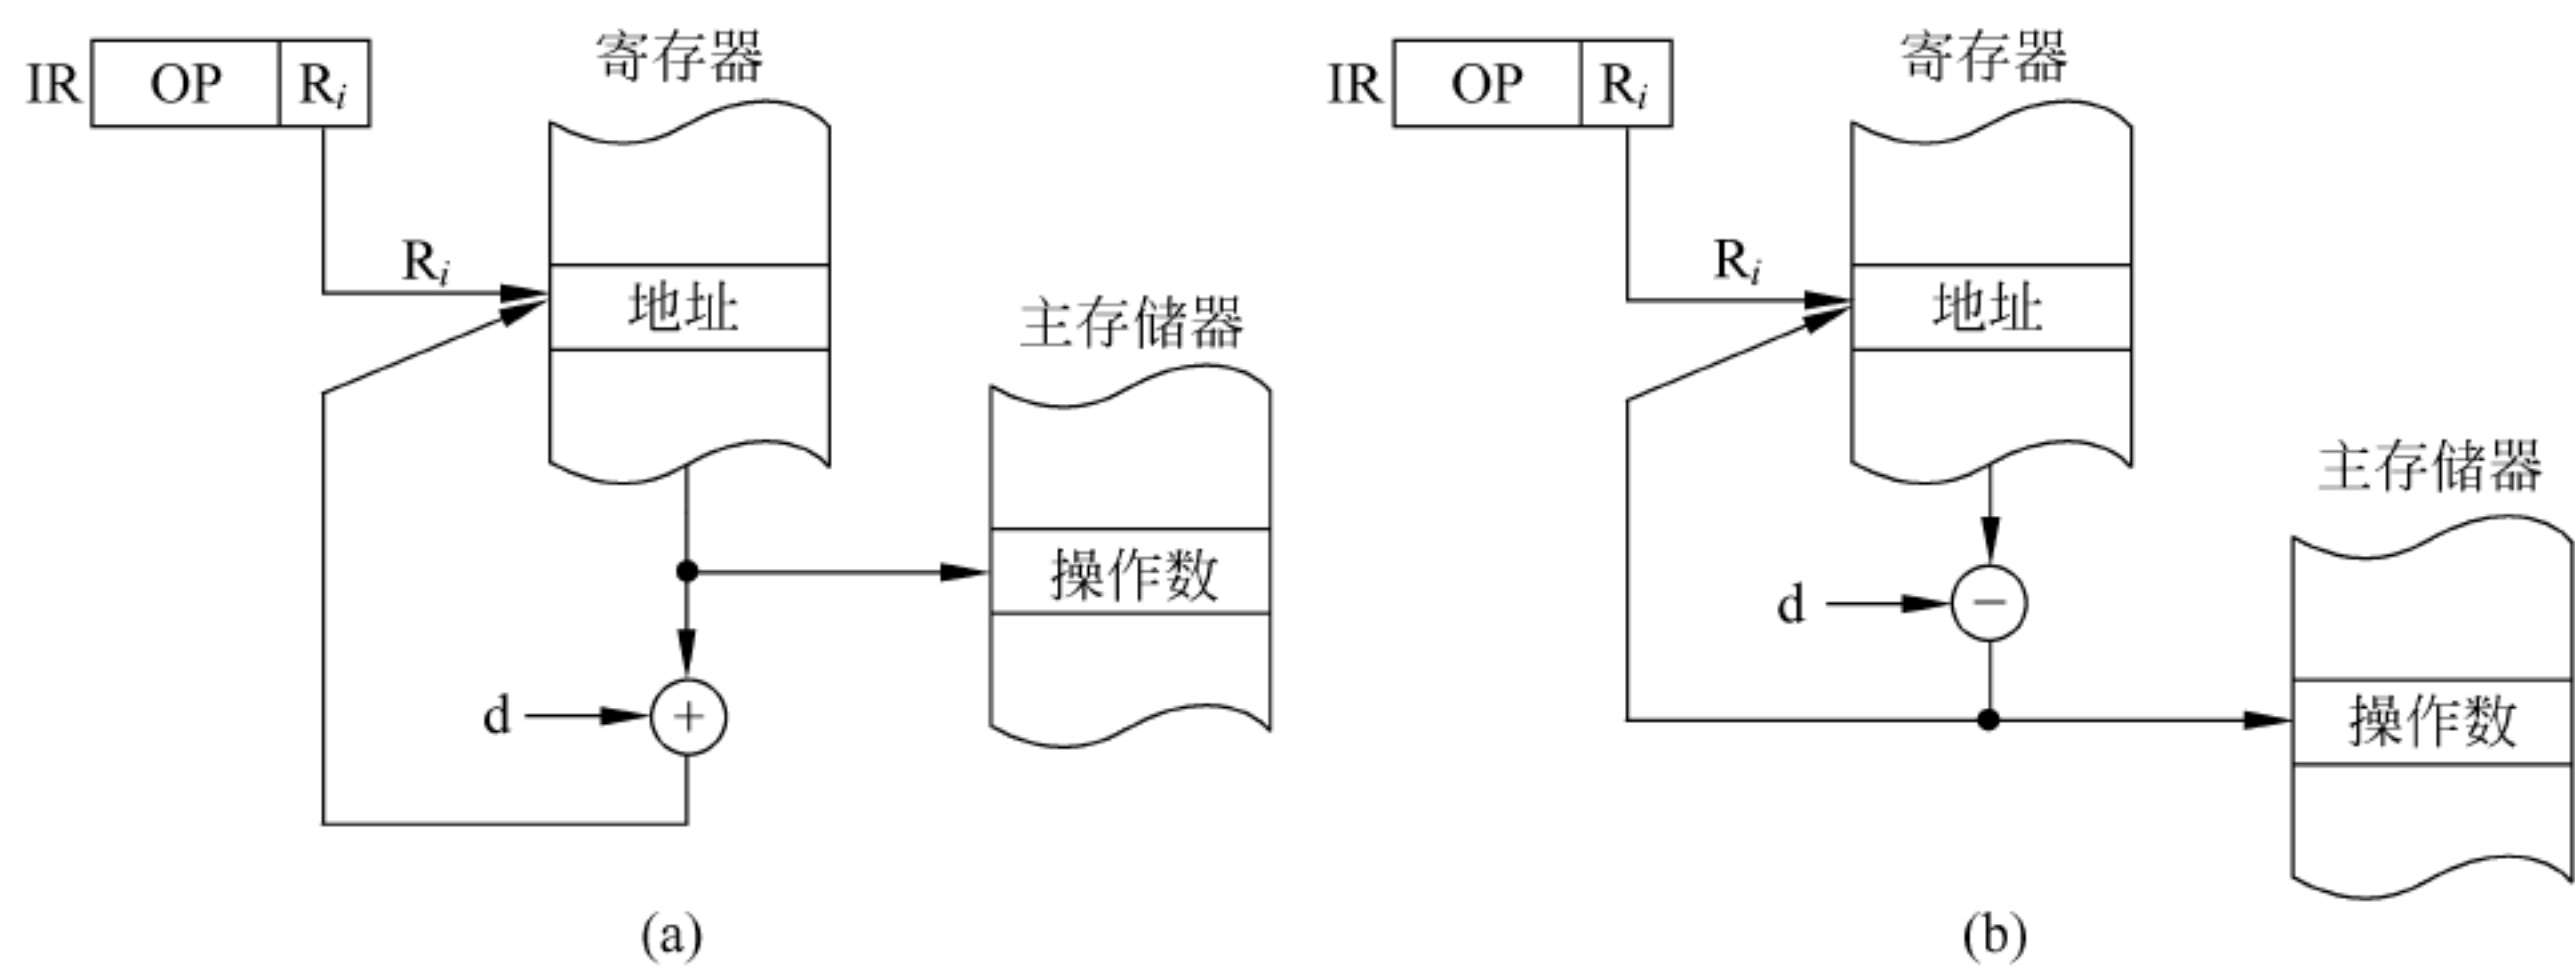 IR OP Ri
寄存器
Ri
地址
主存储器
操作数
d
+
(a)
IR OP Ri
寄存器
Ri
地址
主存储器
d
−
操作数
(b)